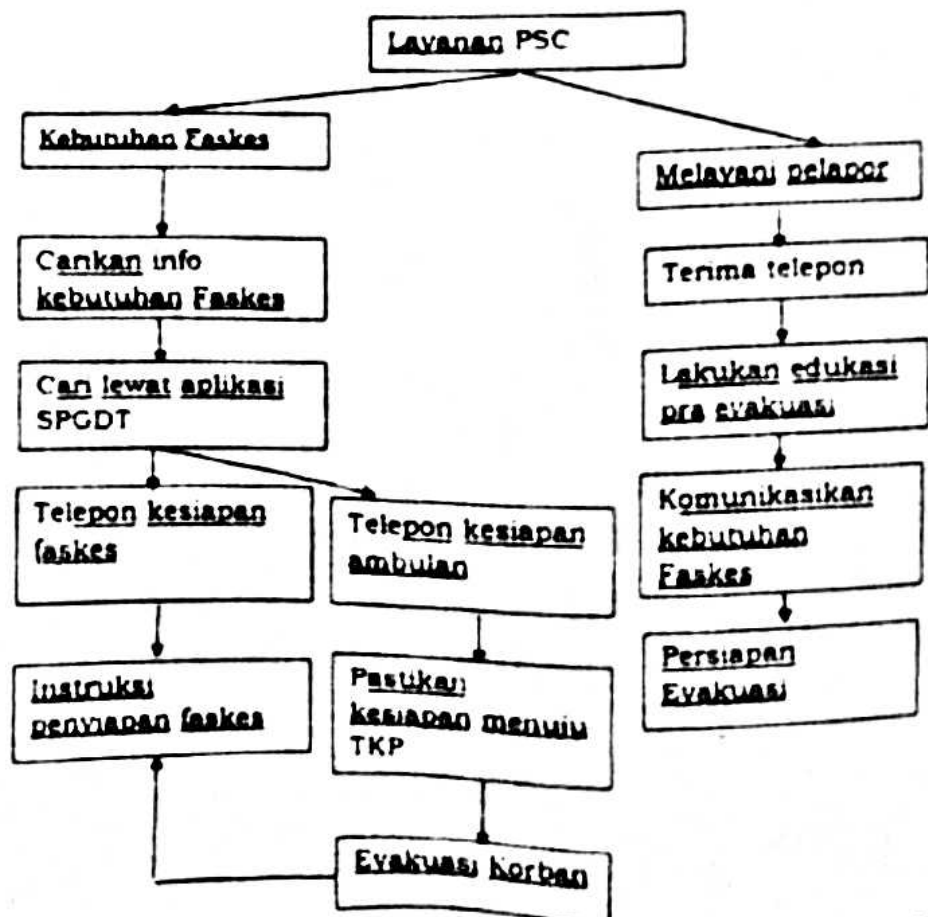 Layanan PSC
Kebutuhan Faskes
Melayani pelapor
Carikan info
kebutuhan Faskes
Terima telepon
Cari lewat aplikasi
SPGDT
Lakukan edukasi
pra evakuasi
Telepon kesiapan
faskes
Telepon kesiapan
ambulan
Komunikasikan
kebutuhan
Faskes
Instruksi
penyiapan faskes
Pastikan
kesiapan menuju
TKP
Persiapan
Evakuasi
Evakuasi Korban